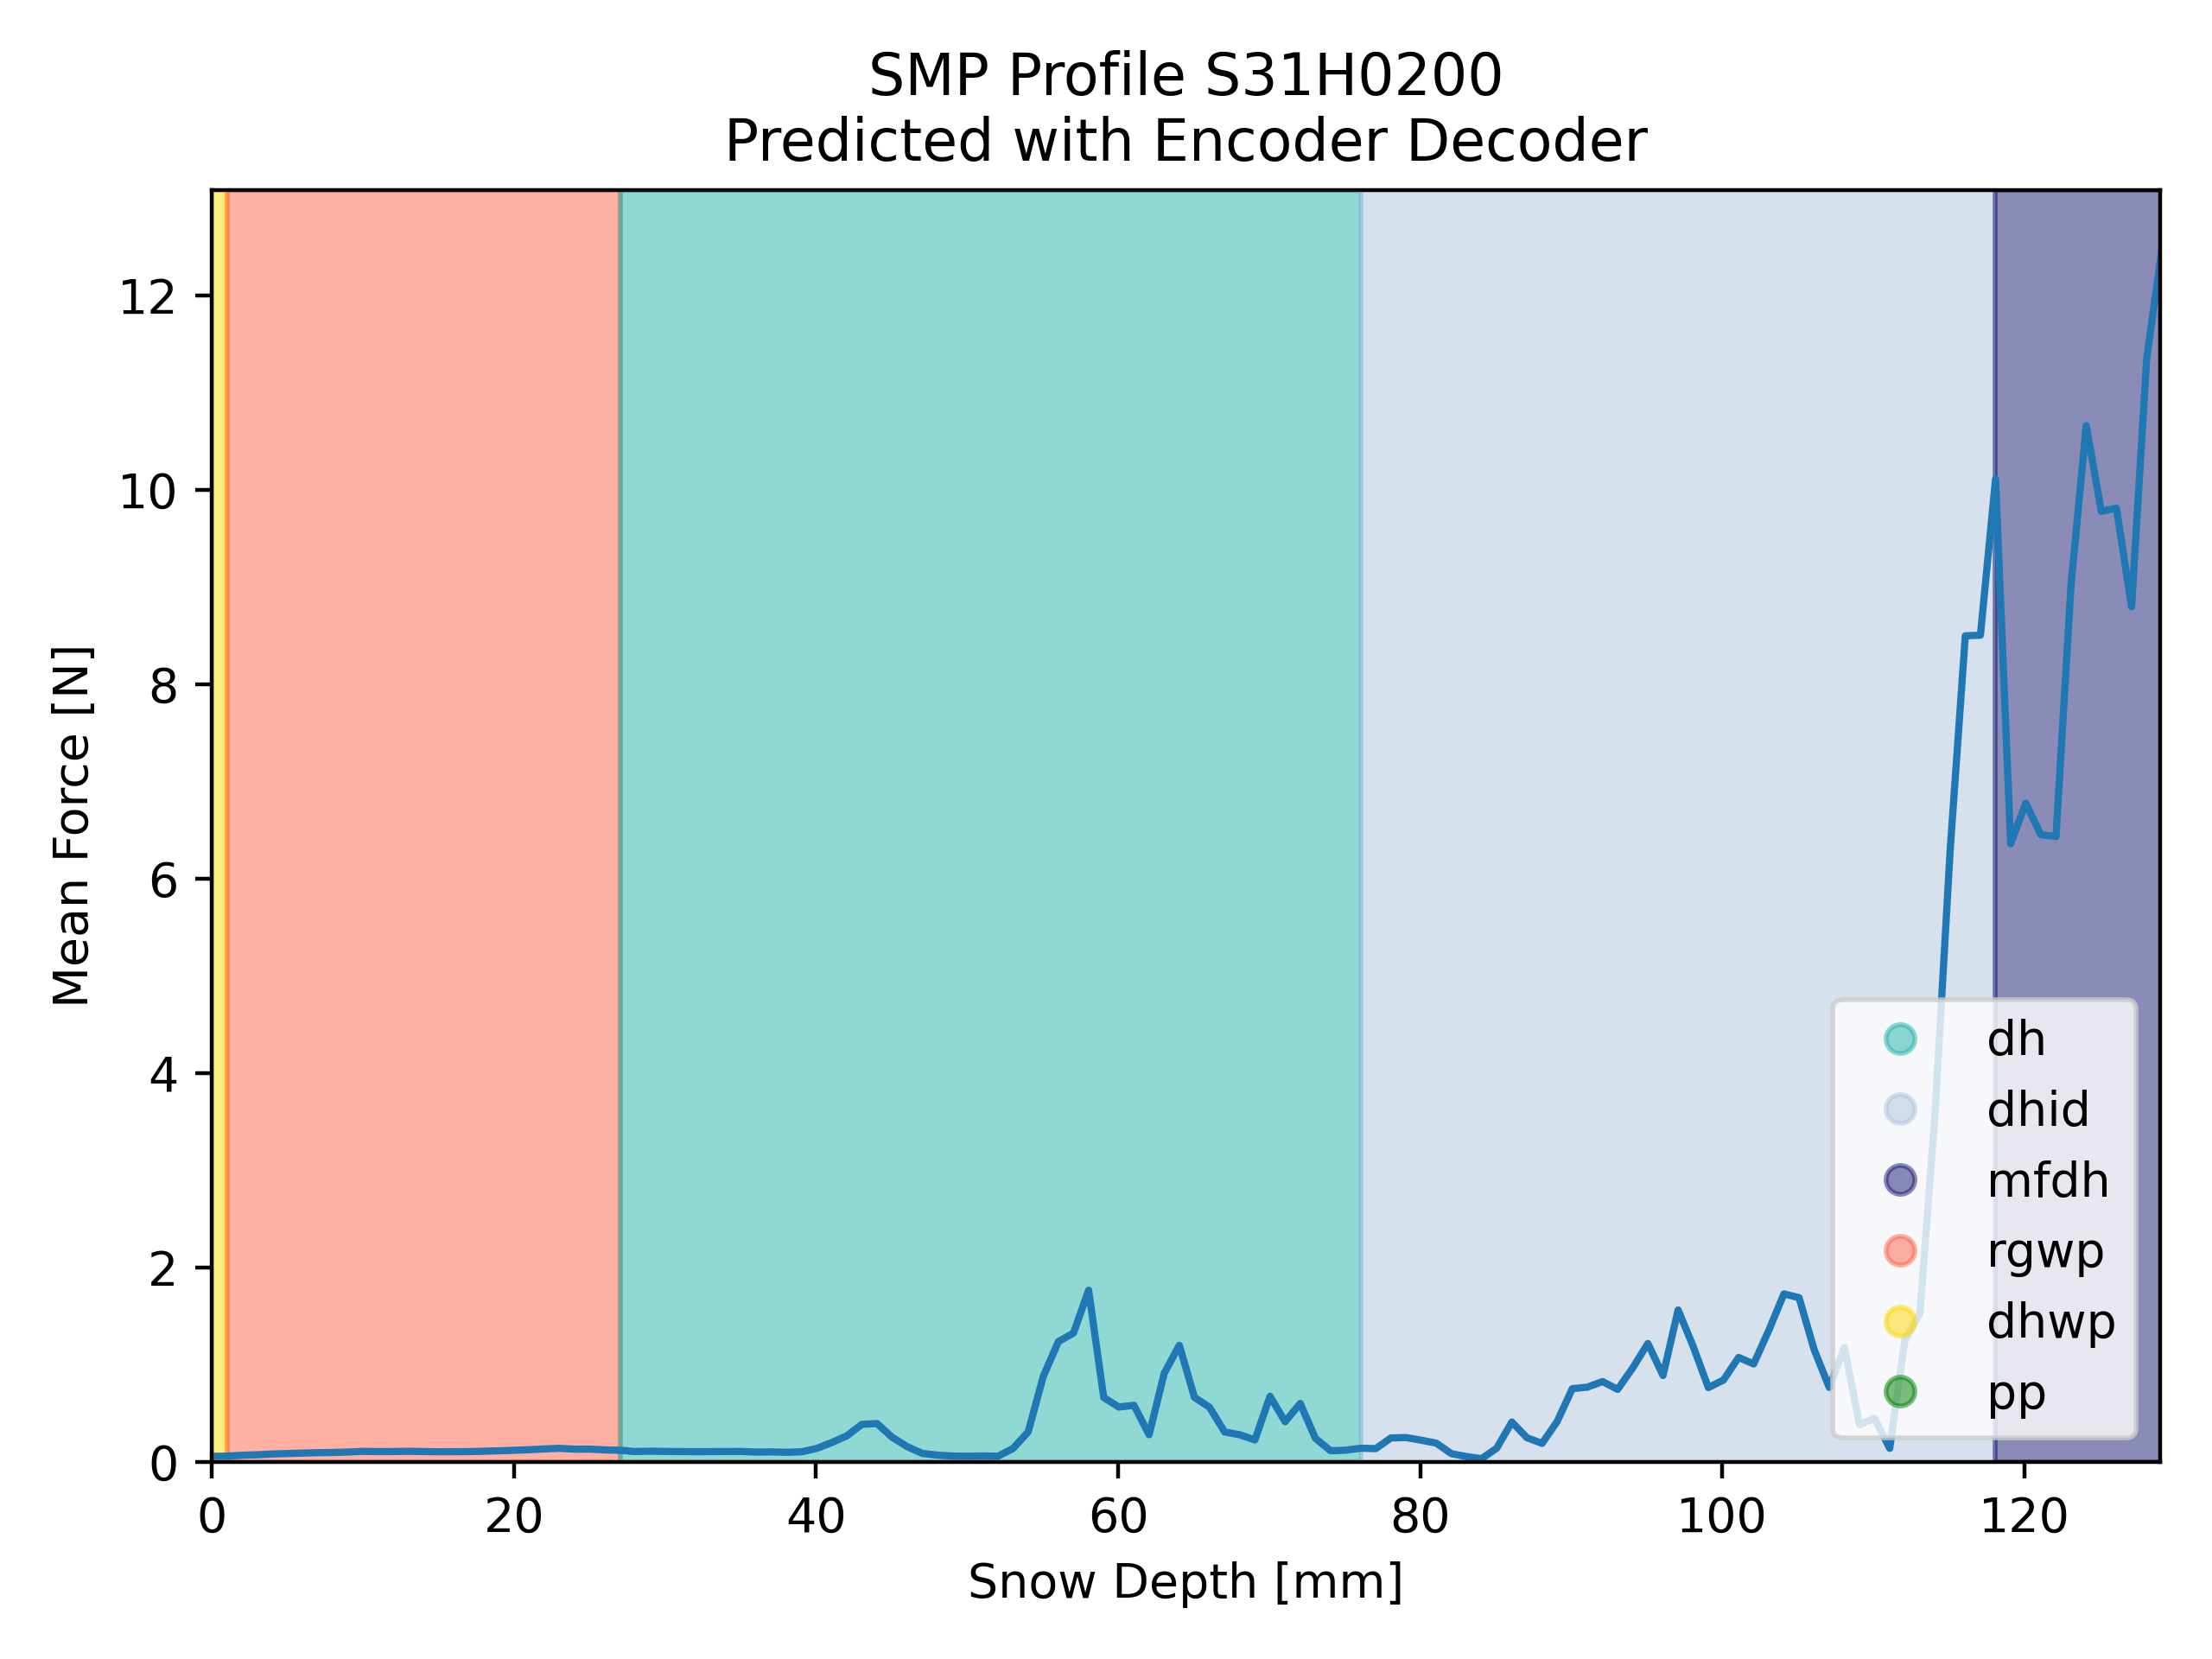 SMP Profile S31H0200
Predicted with Encoder Decoder
Mean Force [N]
12
10
8
6
4
2
0
0 20 40 60 80 100 120
Snow Depth [mm]
dh
dhid
mfdh
rgwp
dhwp
pp